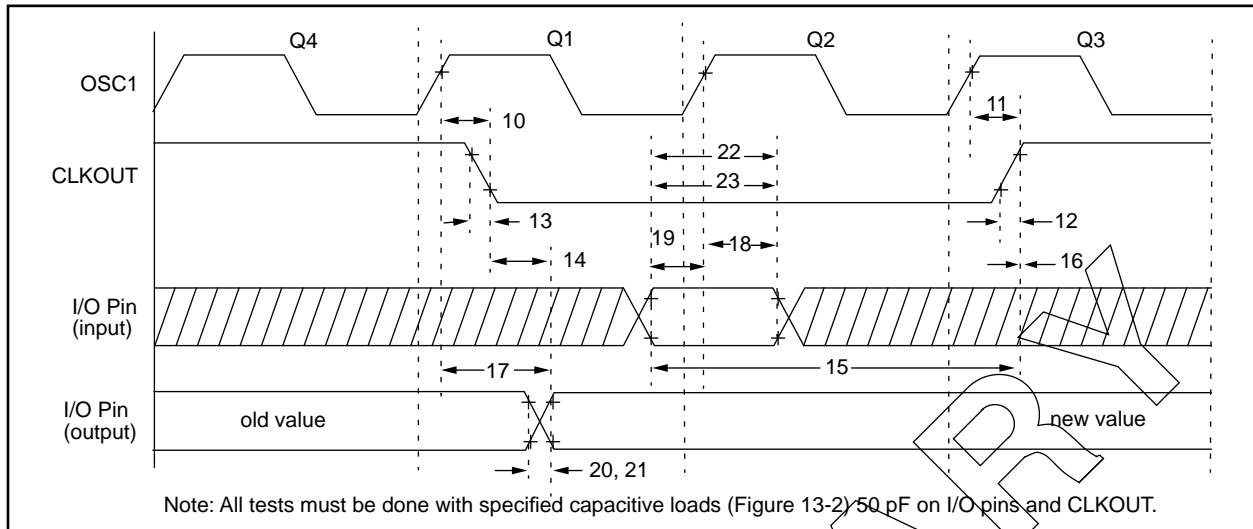 Q4 Q1 Q2 Q3
OSC1
11
10
22
CLKOUT
23
13
12
19
18
14
16
I/O Pin
(input)
17
15
I/O Pin
(output)
old value
new value
20, 21
Note: All tests must be done with specified capacitive loads (Figure 13-2) 50 pF on I/O pins and CLKOUT.
R Y